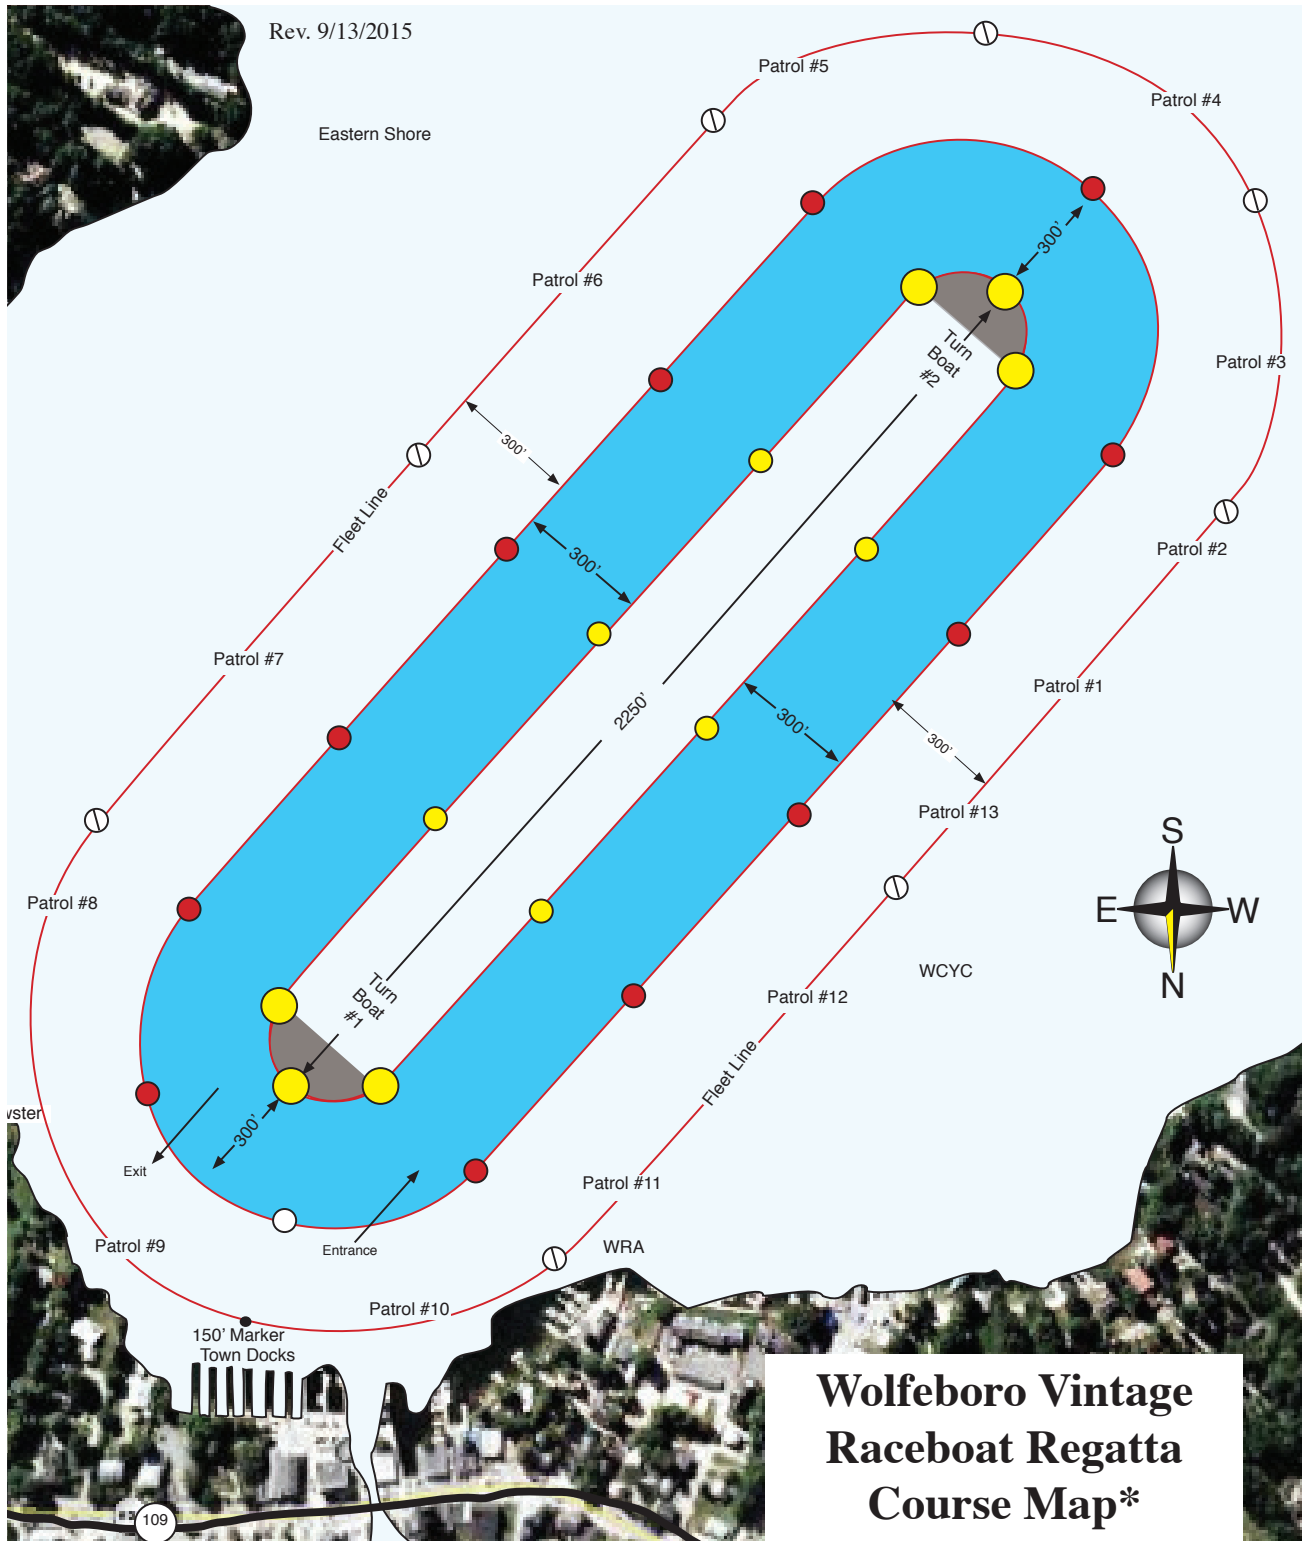 Rev. 9/13/2015
Patrol #5
Patrol #4
Eastern Shore
300'
Patrol #6
Turn
Boat
#2
Patrol #3
300'
Fleet Line
300'
Patrol #2
Patrol #7
2250'
Patrol #1
300'
300'
Patrol #13
S
E
W
N
Patrol #8
WCYC
Turn
Boat
#1
Patrol #12
Fleet Line
wster
300'
Exit
Patrol #11
Patrol #9
Entrance
WRA
Patrol #10
150' Marker
Town Docks
109
Wolfeboro Vintage
Raceboat Regatta
Course Map*